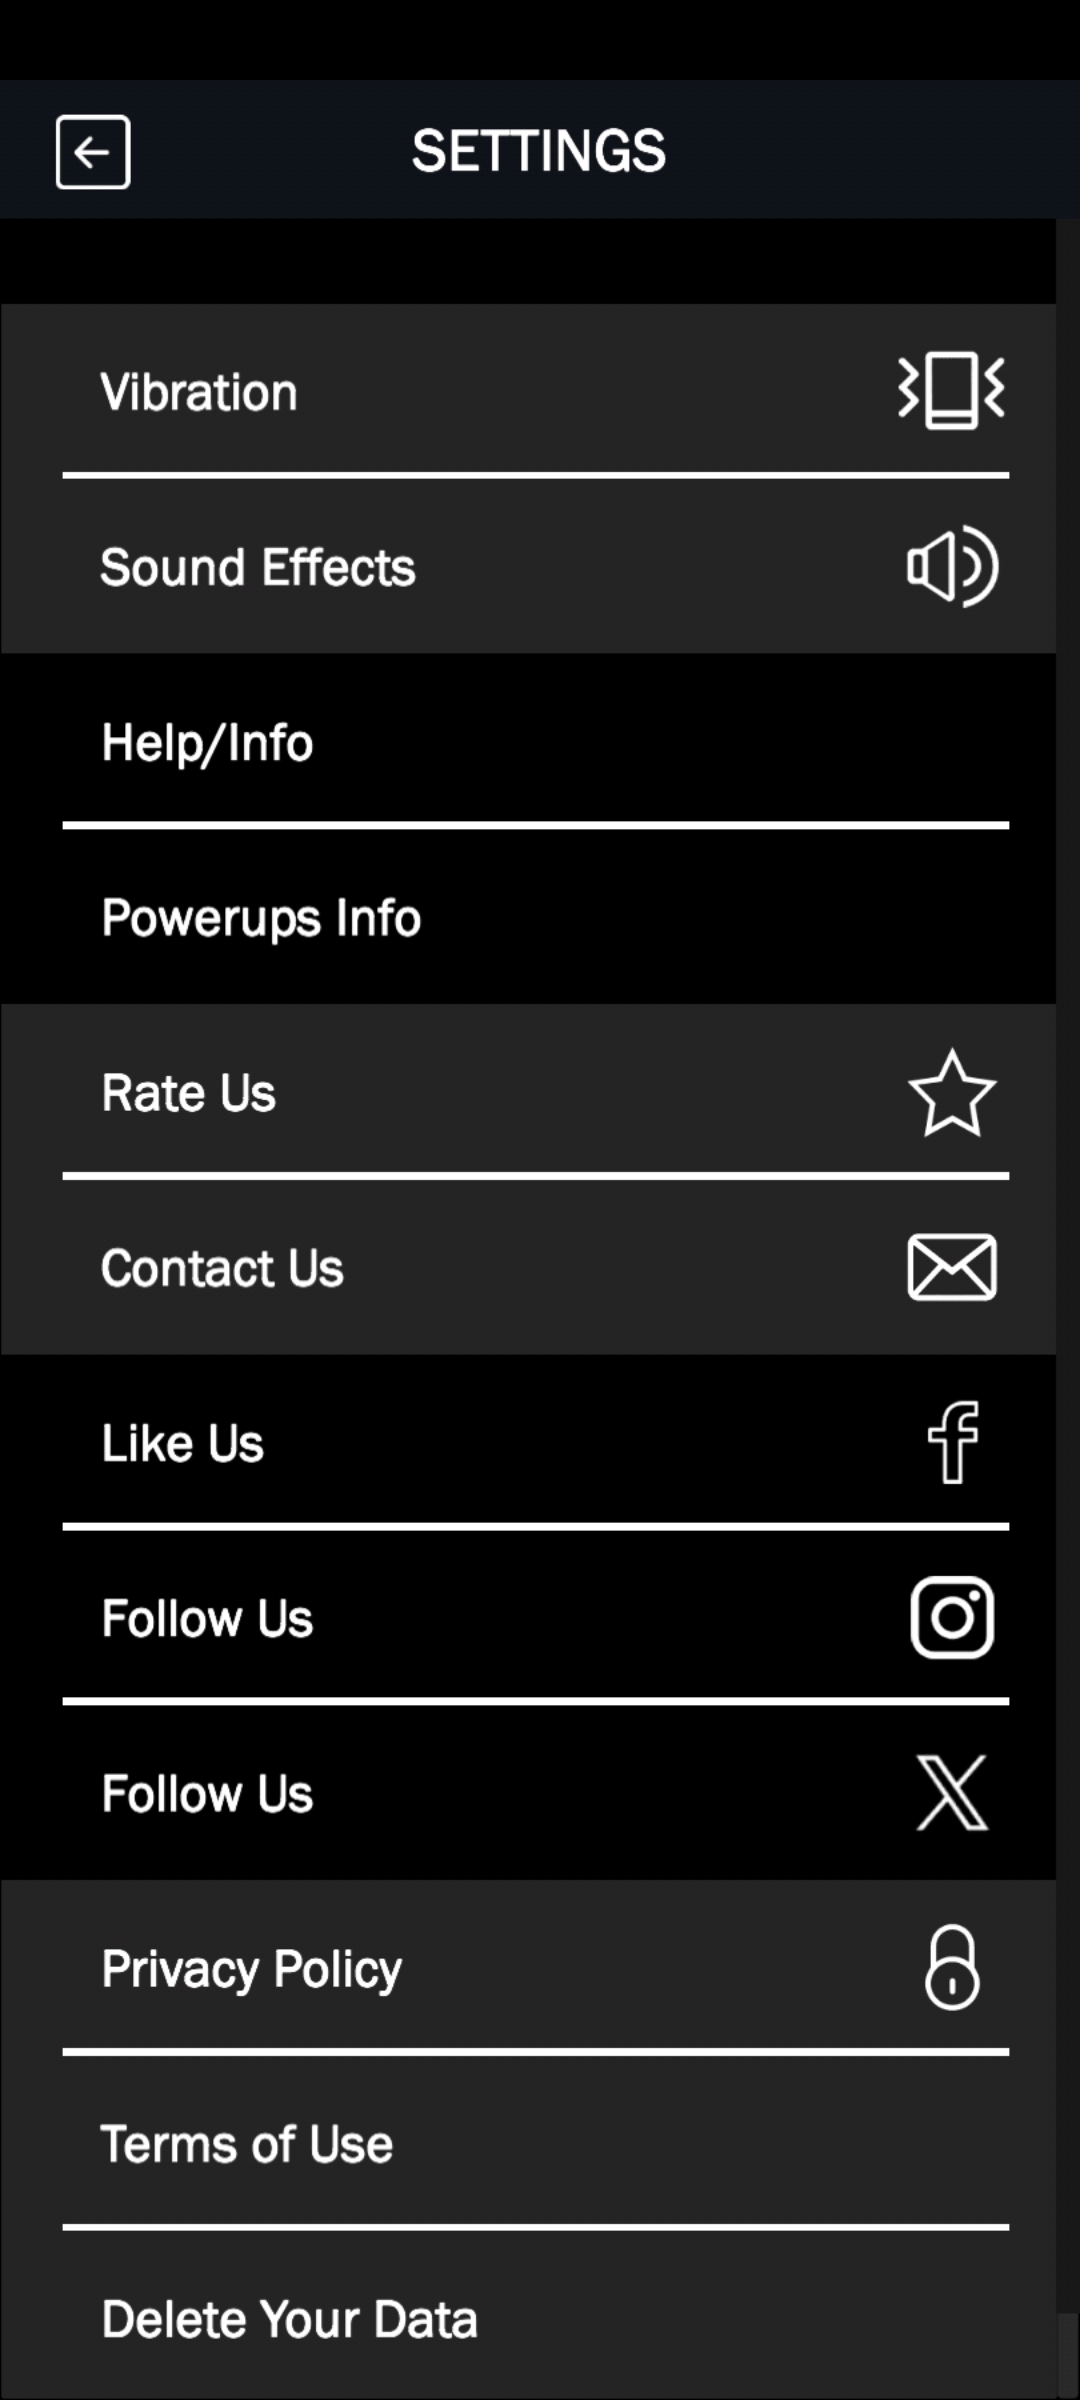 SETTINGS
Vibration
Sound Effects
Help/Info
Powerups Info
Rate Us
Contact Us
Like Us
Follow Us
Follow Us
Privacy Policy
Terms of Use
Delete Your Data